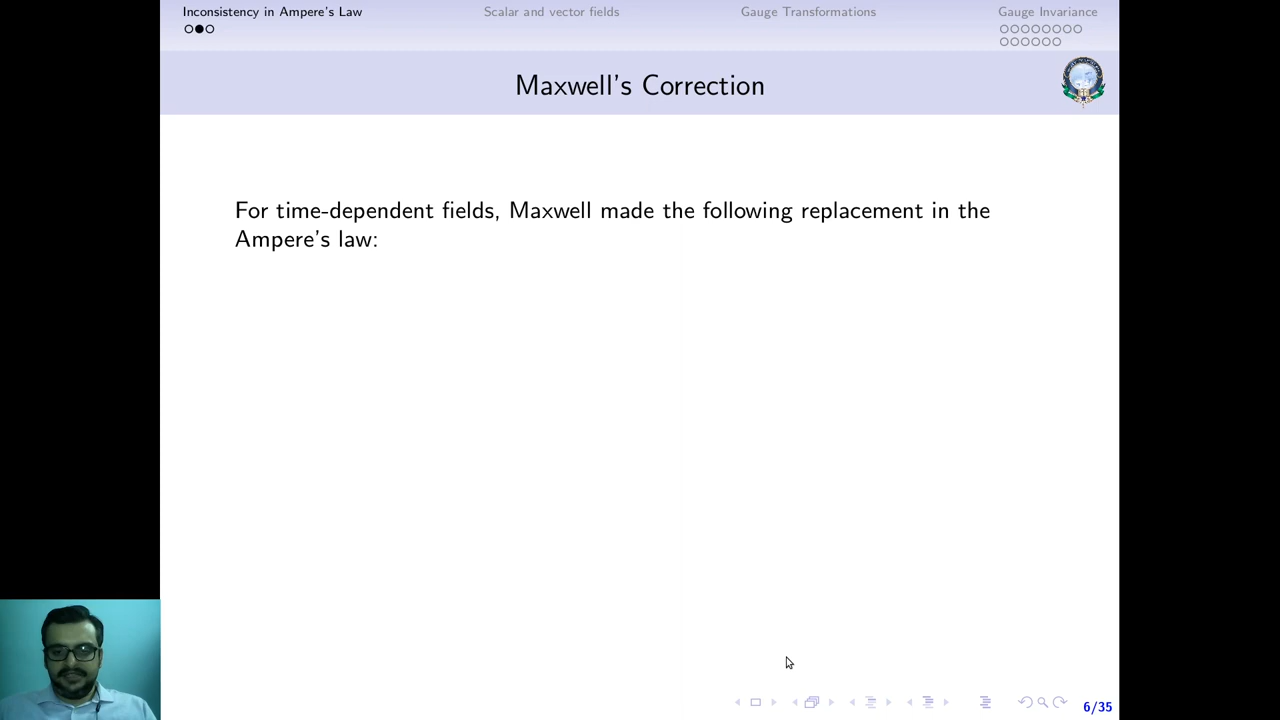 Inconsistency in Ampere's Law
Scalar and vector fields
Gauge Transformations
Gauge Invariance
Maxwell's Correction
For time-dependent fields, Maxwell made the following replacement in the
Ampere's law:
6/35